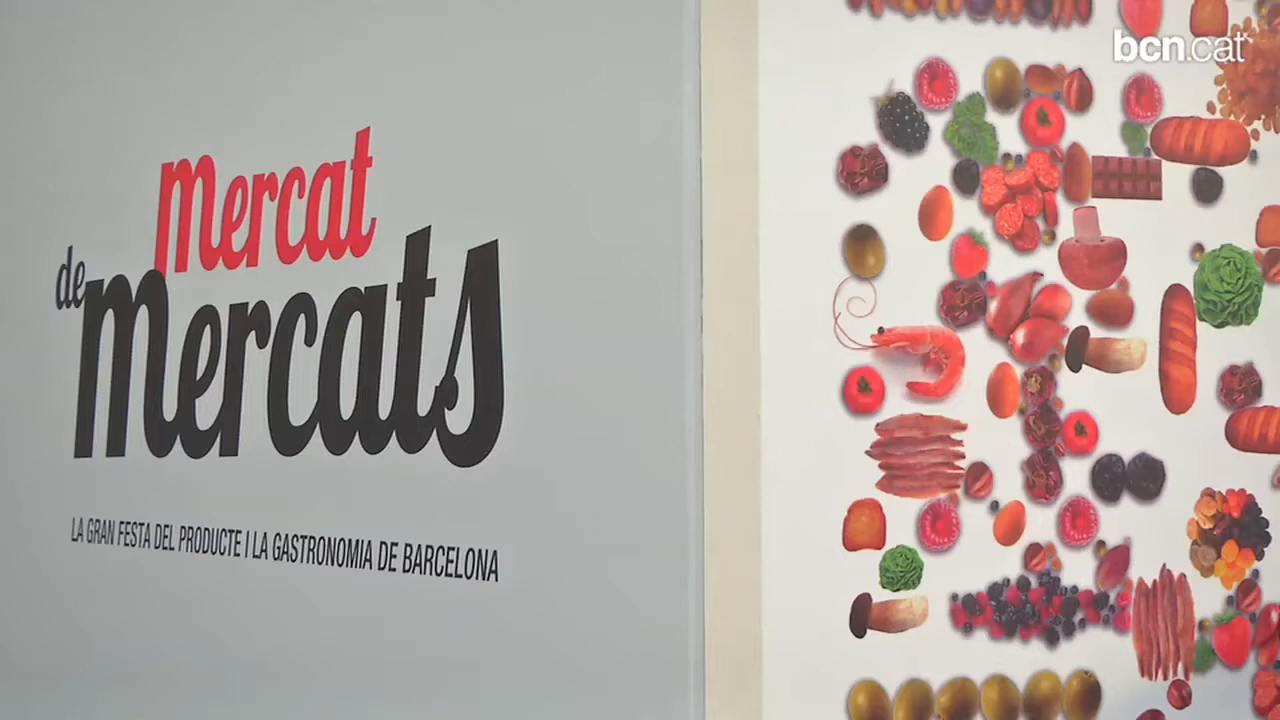 bcn.cat
mercat
de mercats
LA GRAN FESTA DEL PRODUCTE I LA GASTRONOMIA DE BARCELONA